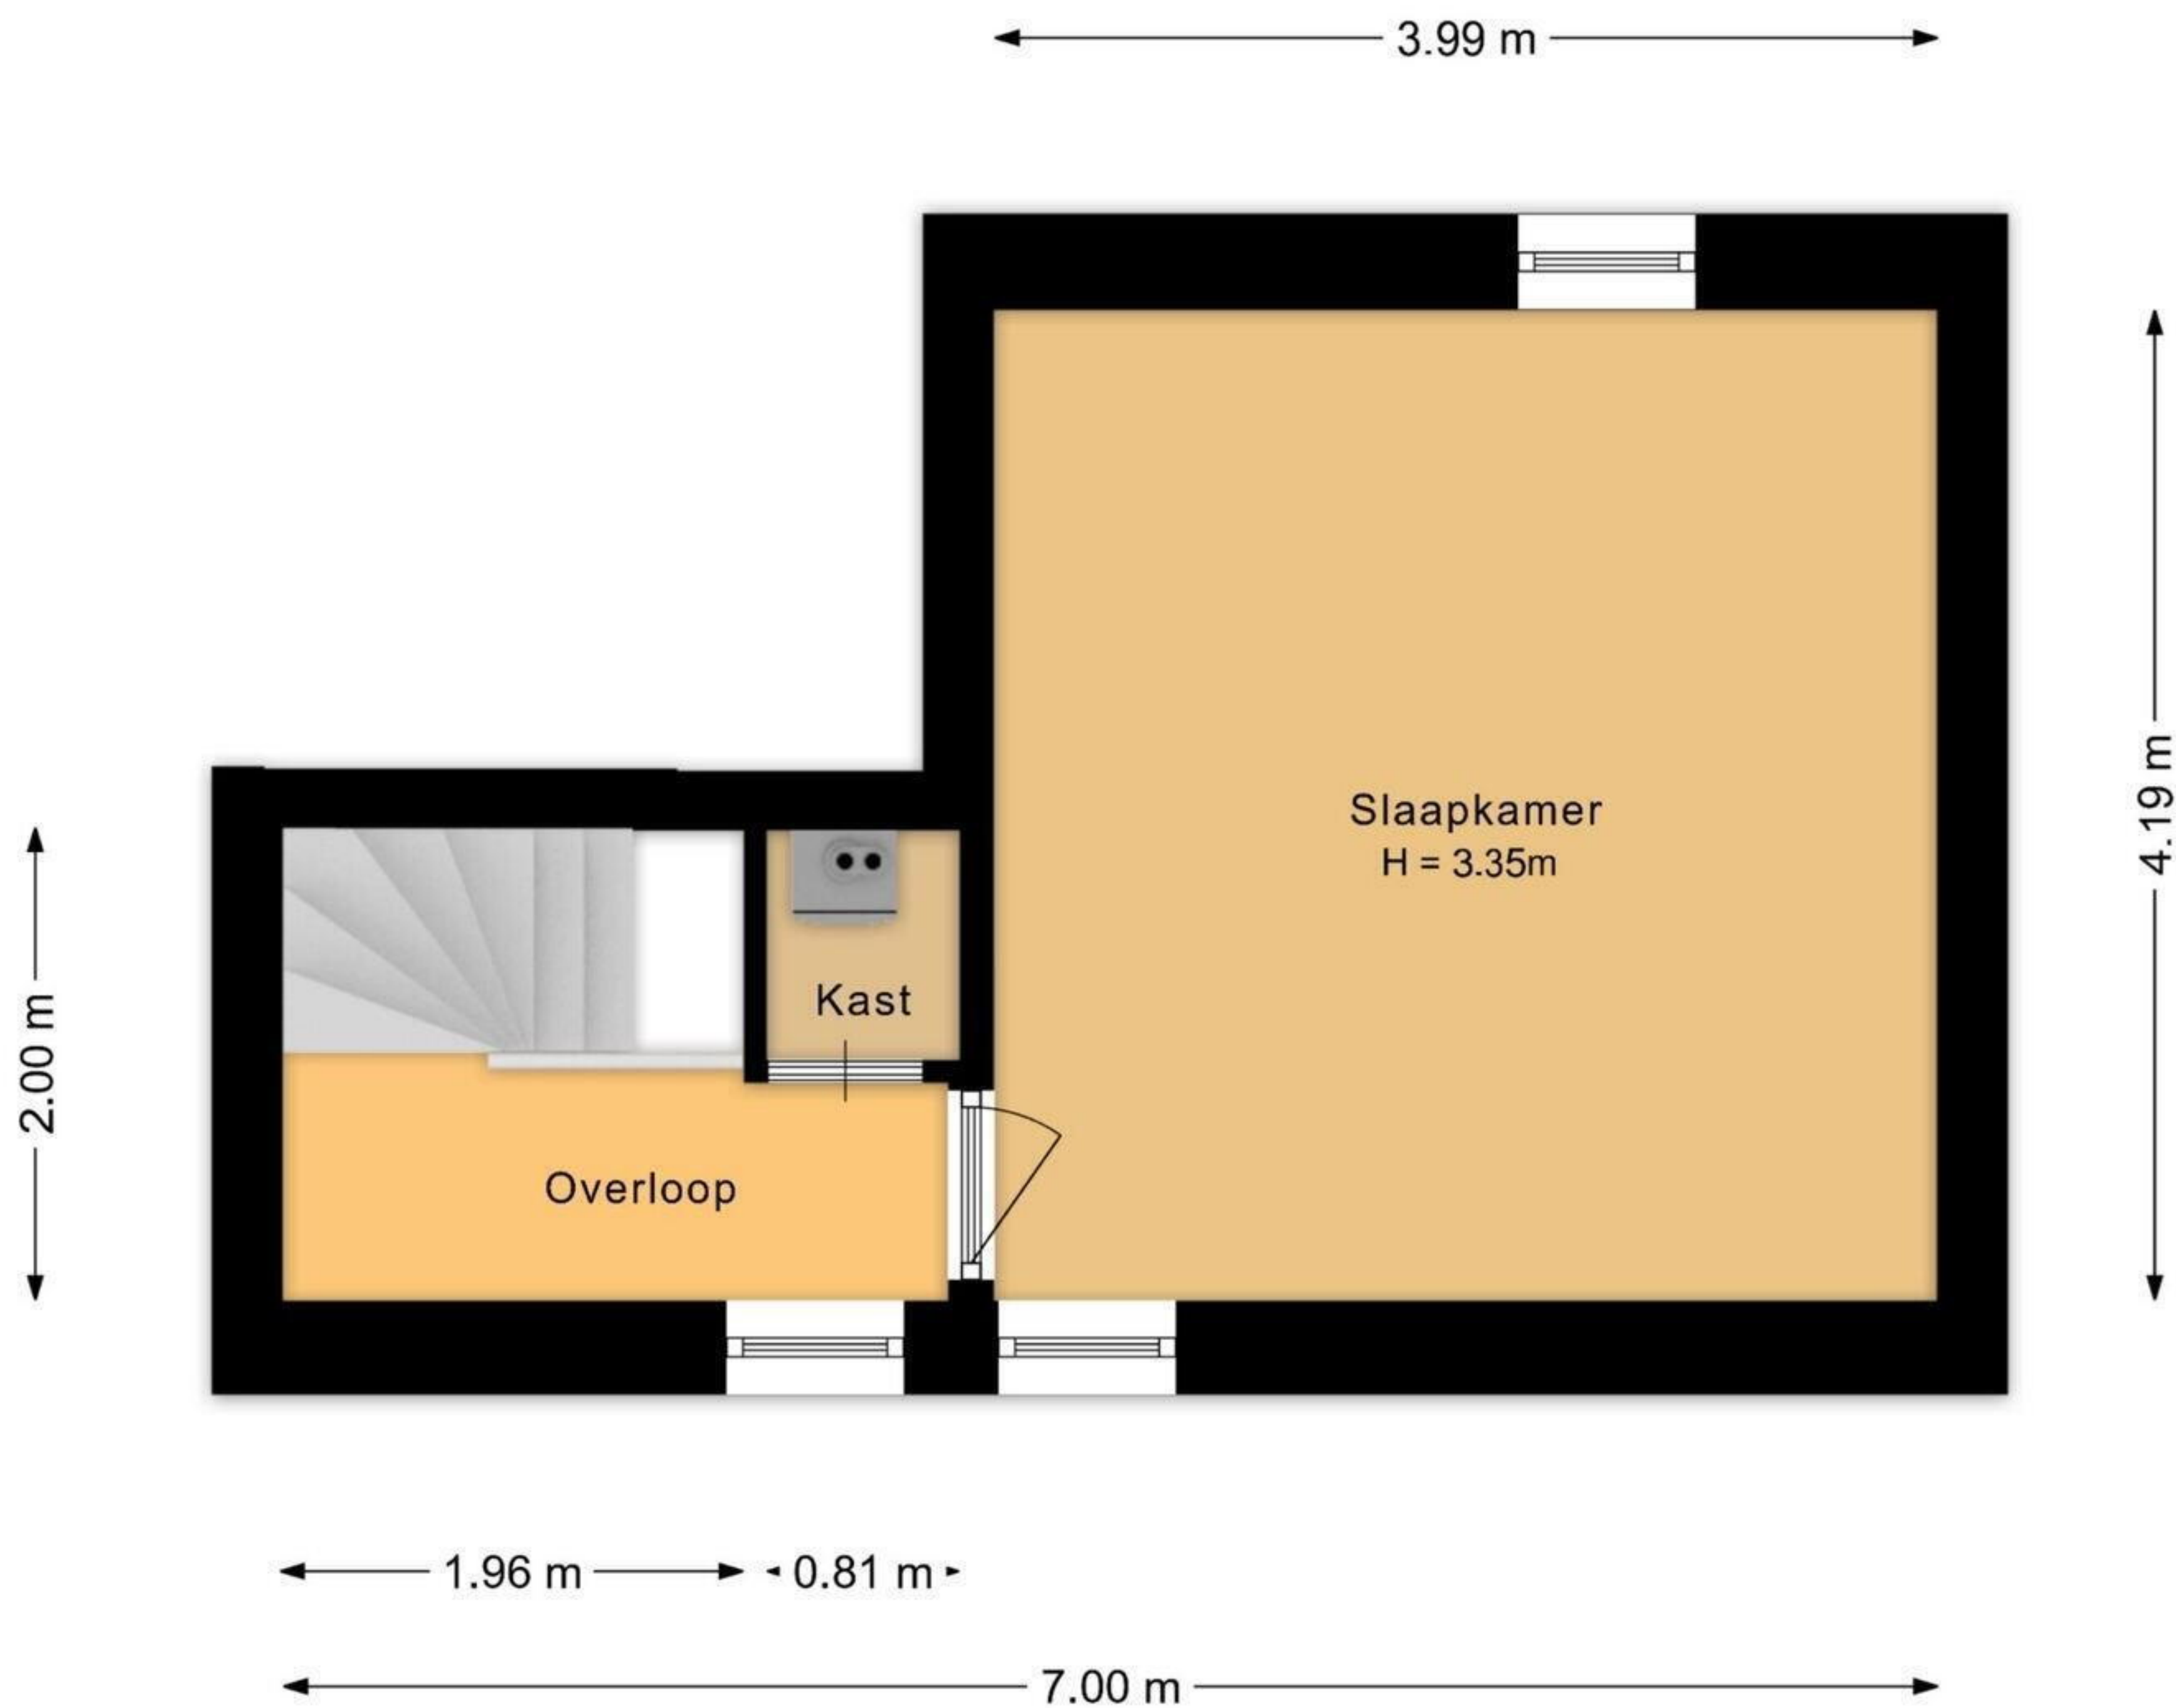 3.99 m
Slaapkamer
H = 3.35m
4.19 m
Kast
2.00 m
Overloop
1.96 m
0.81 m
7.00 m